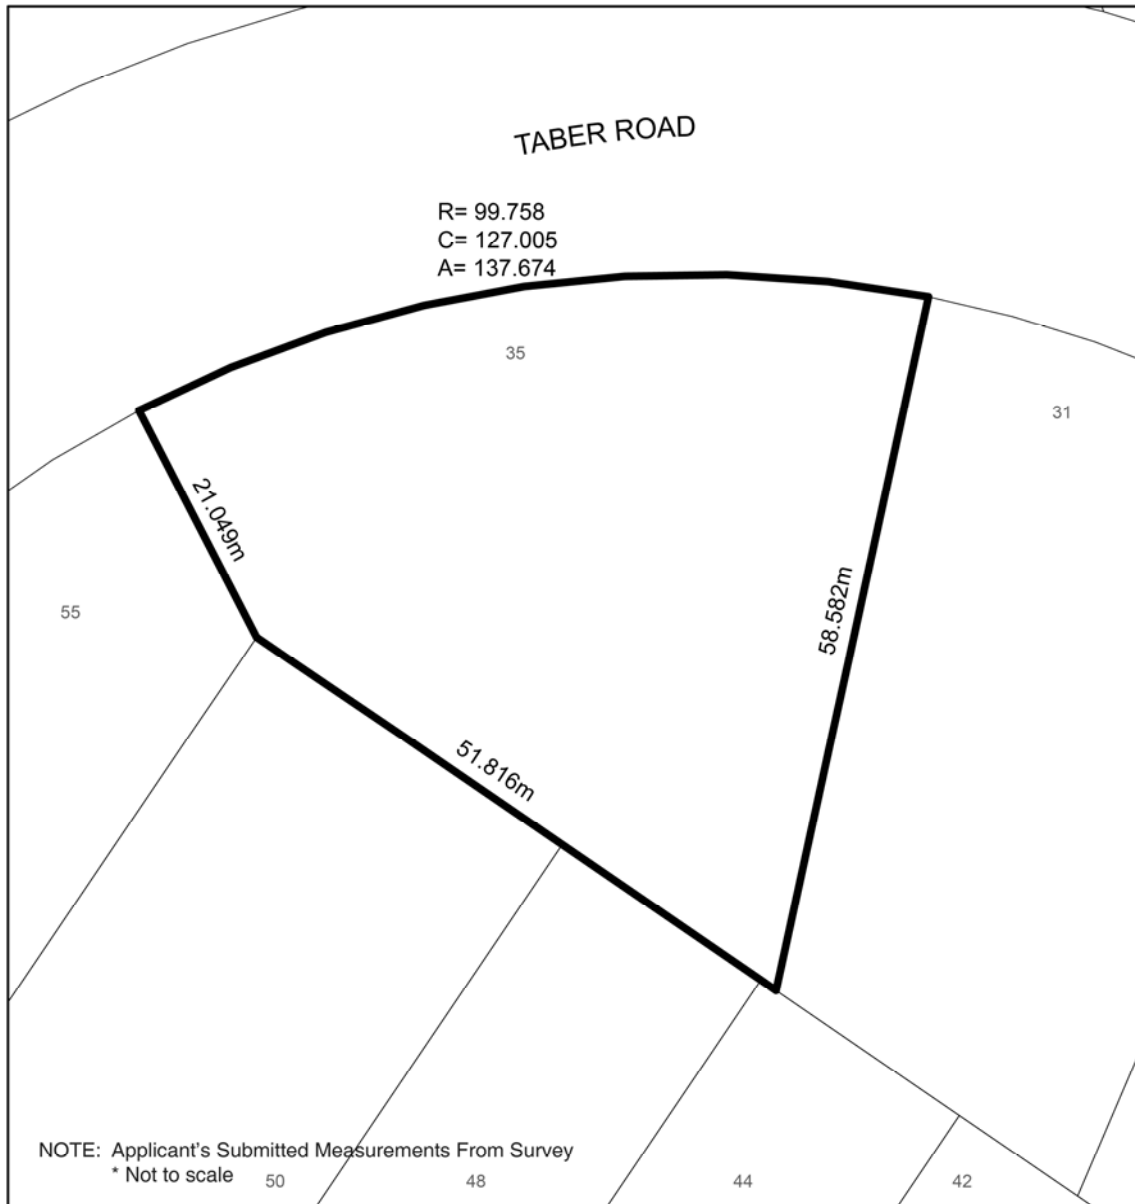 TABER ROAD
R= 99.758
C= 127.005
A= 137.674
35
31
21.049m
55
58.582m
51.816m
NOTE: Applicant's Submitted Measurements From Survey
* Not to scale
50
48
44
42